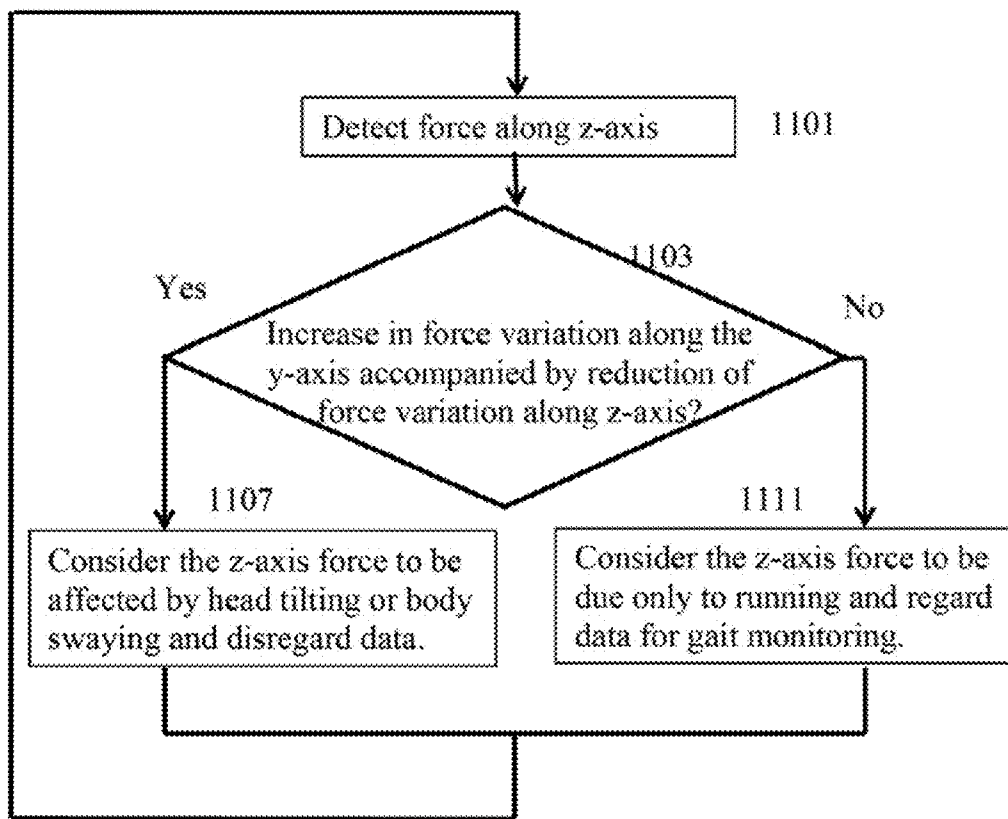 Detect force along z-axis
1101
1103
Yes
No
Increase in force variation along the
y-axis accompanied by reduction of
force variation along z-axis?
1107
1111
Consider the z-axis force to be
affected by head tilting or body
swaying and disregard data.
Consider the z-axis force to be
due only to running and regard
data for gait monitoring.